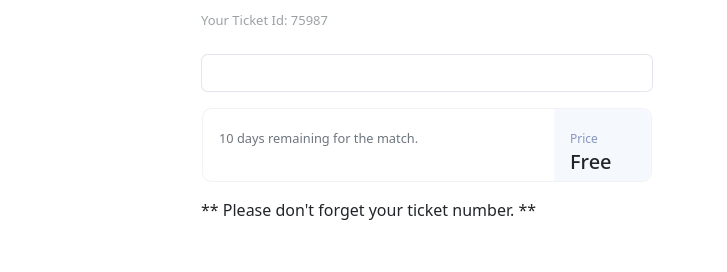 Your Ticket Id: 75987
10 days remaining for the match.
Price
Free
** Please don't forget your ticket number. **